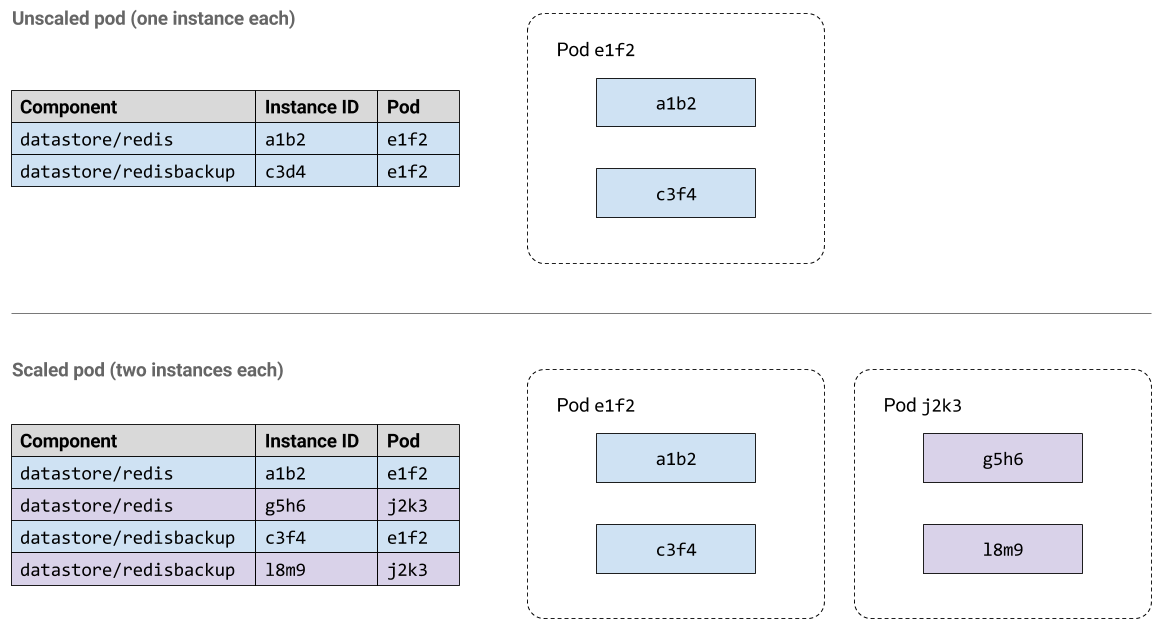 Unscaled pod (one instance each)
Component Instance ID Pod
datastore/redis a1b2 e1f2
datastore/redisbackup c3d4 e1f2
Pod e1f2
a1b2
c3f4
Scaled pod (two instances each)
Component Instance ID Pod
datastore/redis a1b2 e1f2
datastore/redis g5h6 j2k3
datastore/redisbackup c3f4 e1f2
datastore/redisbackup l8m9 j2k3
Pod e1f2
a1b2
c3f4
Pod j2k3
g5h6
l8m9